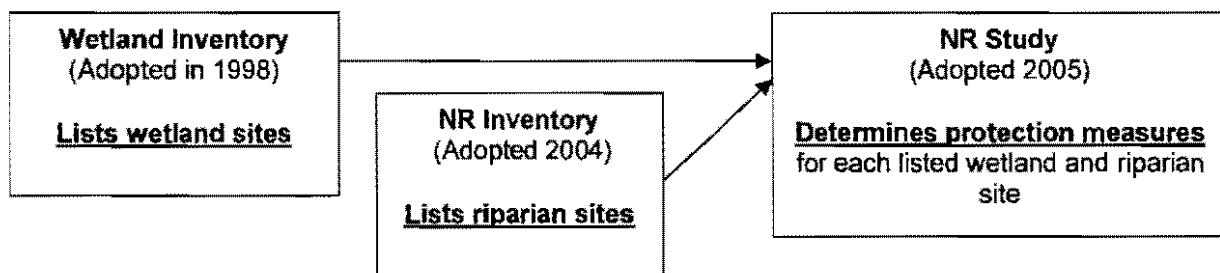 Wetland Inventory
(Adopted in 1998)
Lists wetland sites
NR Inventory
(Adopted 2004)
Lists riparian sites
NR Study
(Adopted 2005)
Determines protection measures
for each listed wetland and riparian
site